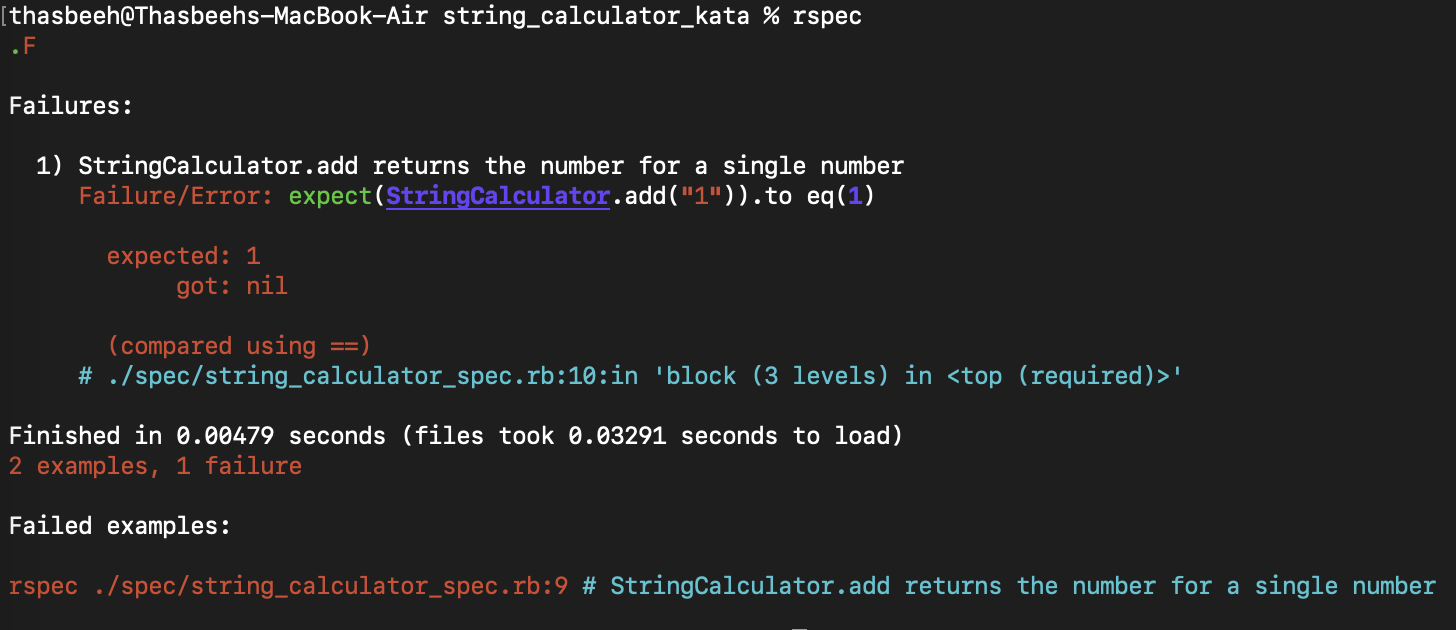 [thasbeeh@Thasbeehs-MacBook-Air string_calculator_kata % rspec
.F
Failures:
1) StringCalculator.add returns the number for a single number
Failure/Error: expect(StringCalculator.add("1")).to eq(1)
expected: 1
got: nil
(compared using ==)
# ./spec/string_calculator_spec.rb:10:in 'block (3 levels) in <top (required)>'
Finished in 0.00479 seconds (files took 0.03291 seconds to load)
2 examples, 1 failure
Failed examples:
rspec ./spec/string_calculator_spec.rb:9 # StringCalculator.add returns the number for a single number